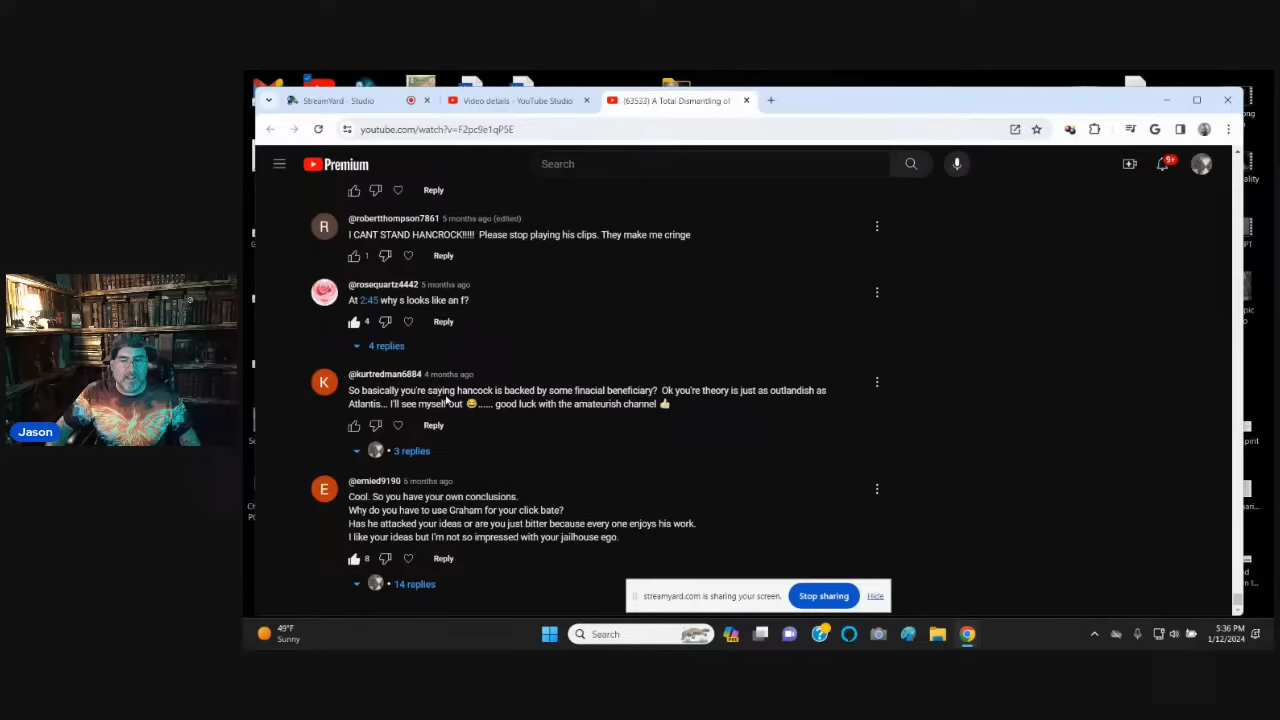 StreamYard - Studio
Video details - YouTube Studio
(63533) A Total Dismantling of
youtube.com/watch?v=F2pc9e1qP5E
Premium
Search
9+
Reply
@robertthompson7861 5 months ago (edited)
I CANT STAND HANCROCK!!!!! Please stop playing his clips. They make me cringe
1
Reply
@rosequartz4442 5 months ago
At 2:45 why s looks like an f?
4
Reply
4 replies
@kurtredman6884 4 months ago
So basically you're saying hancock is backed by some finacial beneficiary? Ok you're theory is just as outlandish as
Atlantis... I'll see myself out 😂...... good luck with the amateurish channel 👍
Reply
• 3 replies
@ernied9190 5 months ago
Cool. So you have your own conclusions.
Why do you have to use Graham for your click bate?
Has he attacked your ideas or are you just bitter because every one enjoys his work.
I like your ideas but I'm not so impressed with your jailhouse ego.
8
Reply
• 14 replies
streamyard.com is sharing your screen.
Stop sharing
Hide
Jason
49°F
Sunny
Search
5:36 PM
1/12/2024